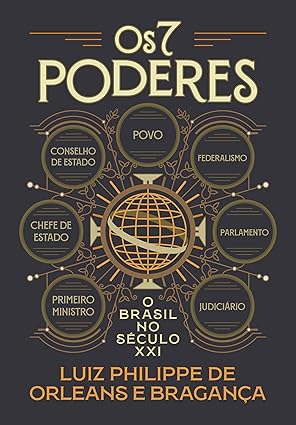 Os 7
PODERES
POVO
CONSELHO
DE ESTADO
FEDERALISMO
CHEFE DE
ESTADO
PARLAMENTO
PRIMEIRO
MINISTRO
JUDICIÁRIO
O
BRASIL
NO
SÉCULO
XXI
LUIZ PHILIPPE DE
ORLEANS E BRAGANÇA